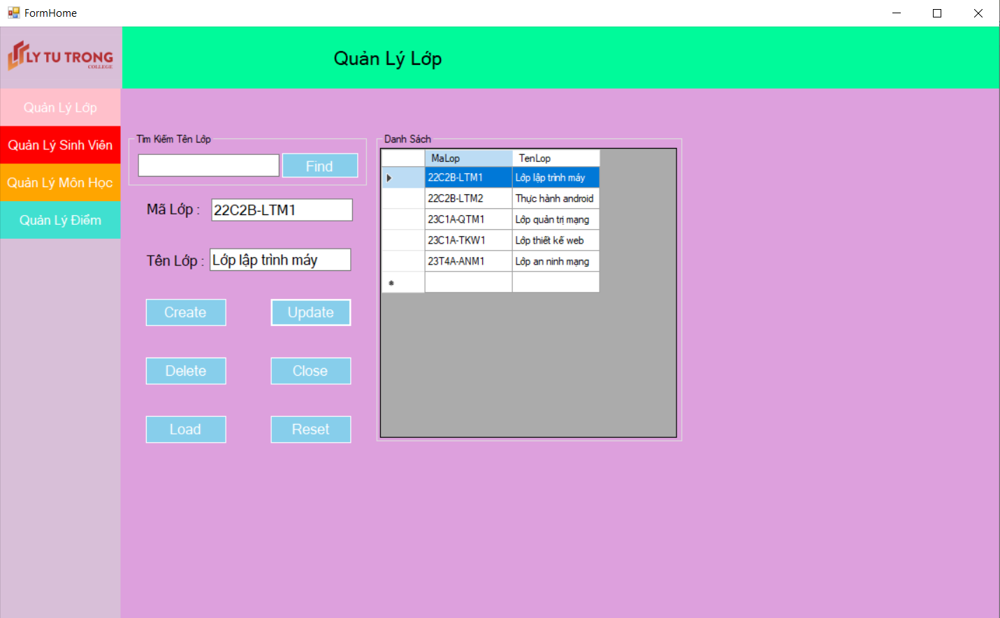 FormHome
LY TU TRONG
COLLEGE
Quản Lý Lớp
Quản Lý Lớp
Quản Lý Sinh Viên
Quản Lý Môn Học
Quản Lý Điểm
Tìm Kiếm Tên Lớp
Find
Mã Lớp : 22C2B-LTM1
Tên Lớp : Lớp lập trình máy
Create Update
Delete Close
Load Reset
Danh Sách
MaLop TenLop
22C2B-LTM1 Lớp lập trình máy
22C2B-LTM2 Thực hành android
23C1A-QTM1 Lớp quản trị mạng
23C1A-TKW1 Lớp thiết kế web
23T4A-ANM1 Lớp an ninh mạng